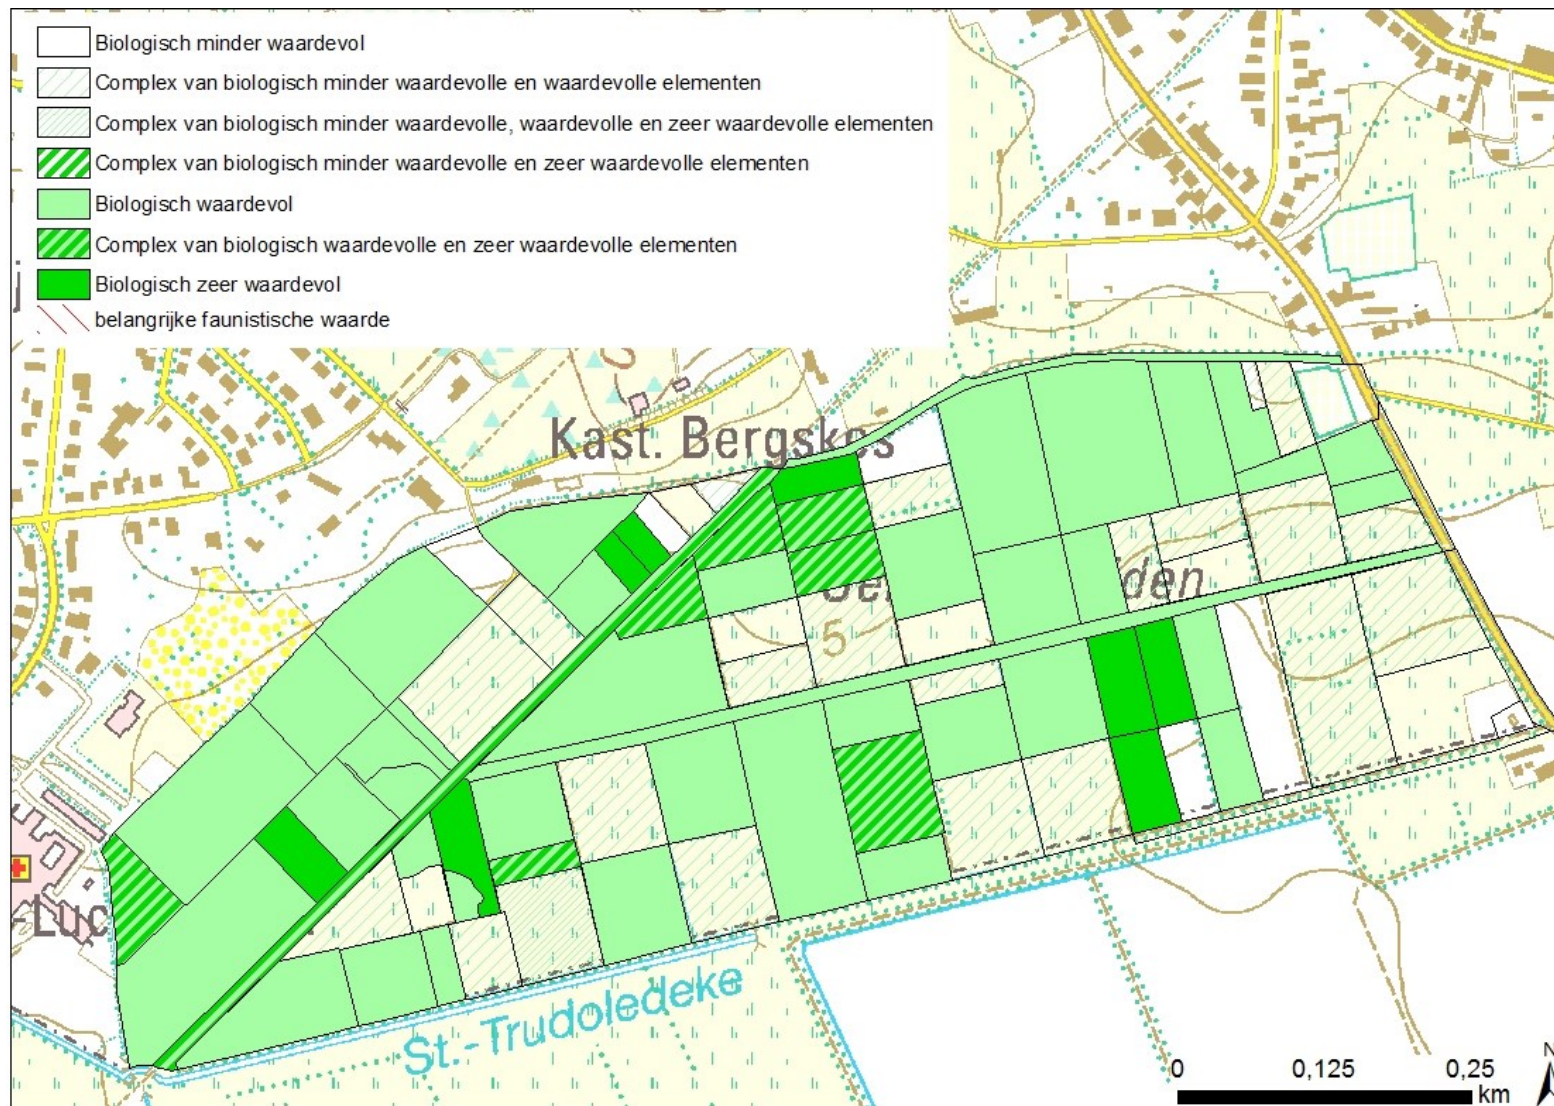 Biologisch minder waardevol
Complex van biologisch minder waardevolle en waardevolle elementen
Complex van biologisch minder waardevolle, waardevolle en zeer waardevolle elementen
Complex van biologisch minder waardevolle en zeer waardevolle elementen
Biologisch waardevol
Complex van biologisch waardevolle en zeer waardevolle elementen
Biologisch zeer waardevol
belangrijke faunistische waarde
Kast. Bergskes
den
5
-Luc
St.-Trudoledeke
0 0,125 0,25
km
N